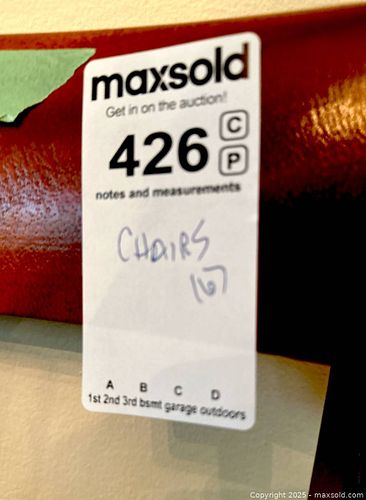 maxsold
Get in on the auction!
426
C
P
notes and measurements
CHAIRS
A B C D
1st 2nd 3rd bsmt garage outdoors
Copyright 2025 - maxsold.com